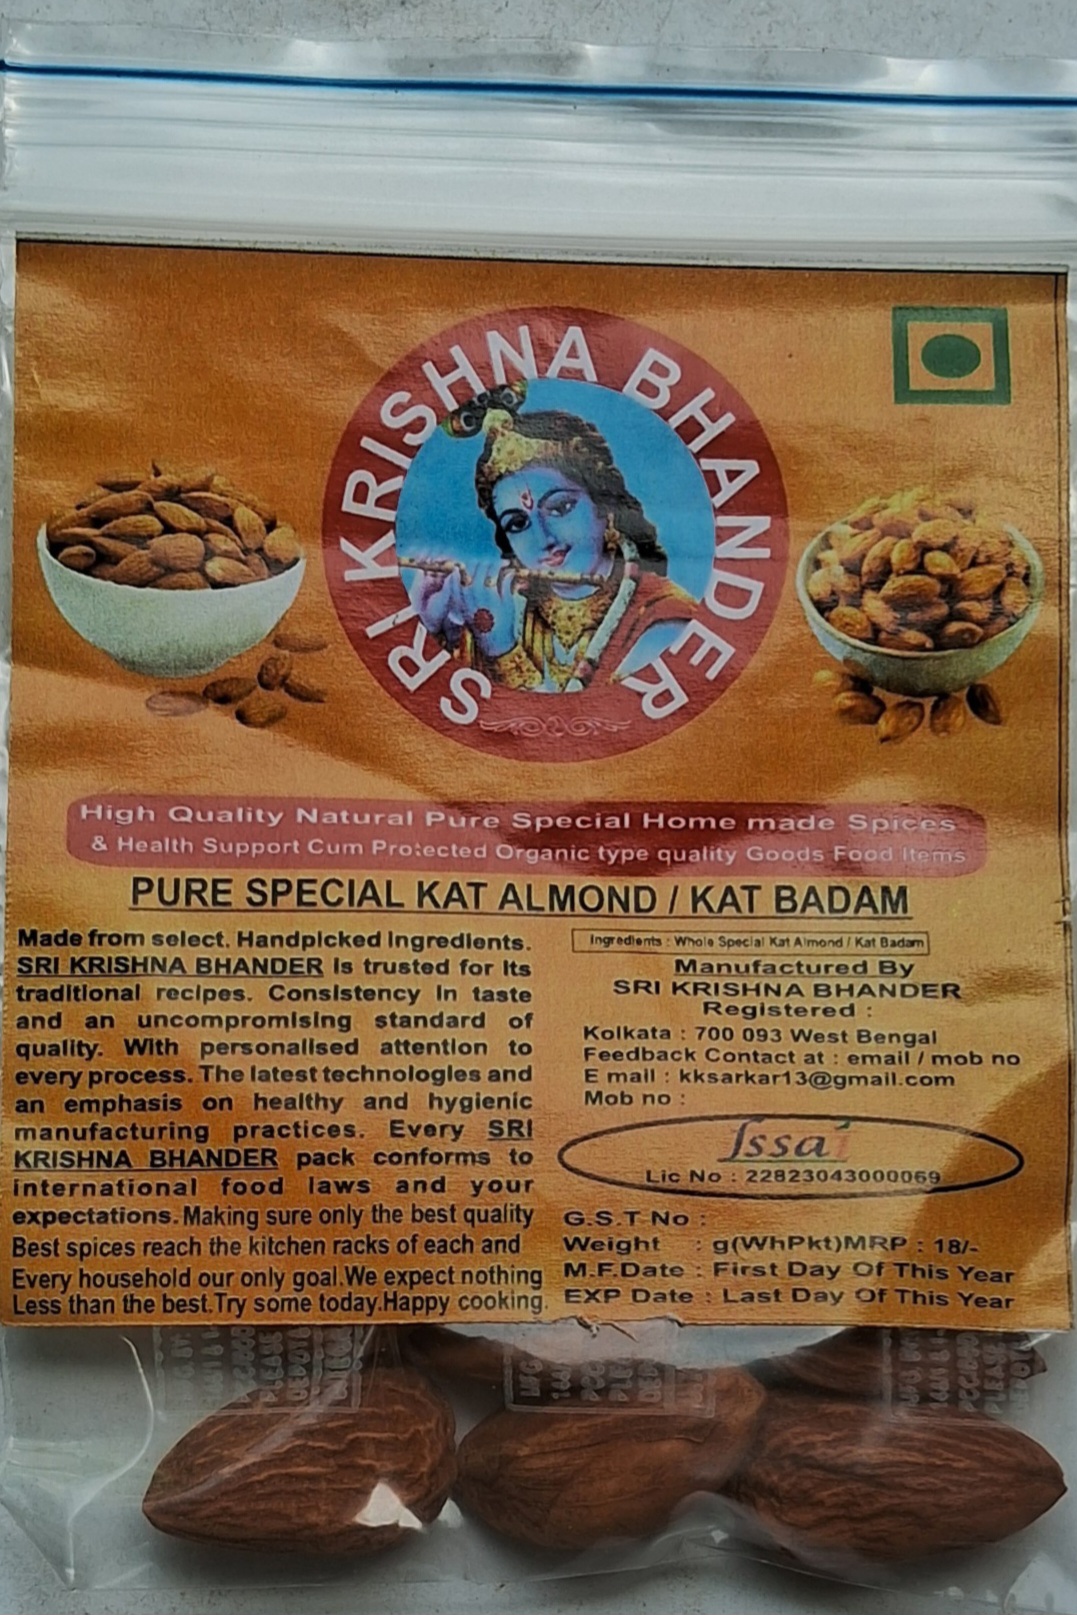 SRI KRISHNA BHANDER
High Quality Natural Pure Special Home made Spices
& Health Support Cum Protected Organic type quality Goods Food Items
PURE SPECIAL KAT ALMOND / KAT BADAM
Made from select. Handpicked Ingredients.
SRI KRISHNA BHANDER is trusted for its
traditional recipes. Consistency in taste
and an uncompromising standard of
quality. With personalised attention to
every process. The latest technologies and
an emphasis on healthy and hygienic
manufacturing practices. Every SRI
KRISHNA BHANDER pack conforms to
international food laws and your
expectations. Making sure only the best quality
Best spices reach the kitchen racks of each and
Every household our only goal.We expect nothing
Less than the best.Try some today.Happy cooking.
Ingredients : Whole Special Kat Almond / Kat Badam
Manufactured By
SRI KRISHNA BHANDER
Registered :
Kolkata : 700 093 West Bengal
Feedback Contact at : email / mob no
E mail : kksarkar13@gmail.com
Mob no :
fssai
Lic No : 22823043000069
G.S.T No :
Weight : g(WhPkt)MRP : 18/-
M.F.Date : First Day Of This Year
EXP Date : Last Day Of This Year